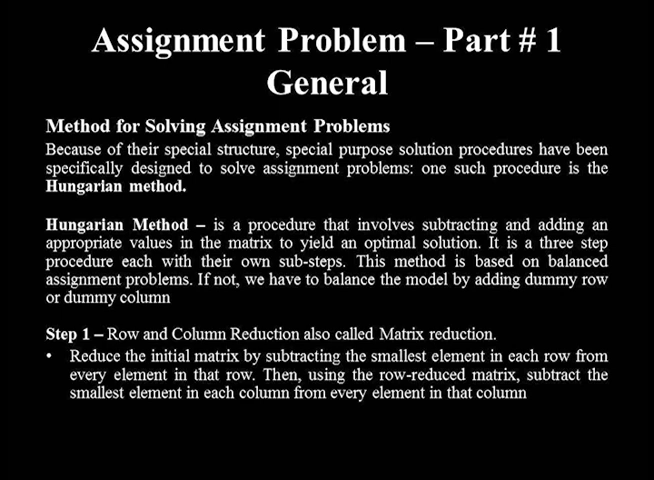 Assignment Problem – Part # 1
General
Method for Solving Assignment Problems
Because of their special structure, special purpose solution procedures have been
specifically designed to solve assignment problems: one such procedure is the
Hungarian method.
Hungarian Method – is a procedure that involves subtracting and adding an
appropriate values in the matrix to yield an optimal solution. It is a three step
procedure each with their own sub-steps. This method is based on balanced
assignment problems. If not, we have to balance the model by adding dummy row
or dummy column
Step 1 – Row and Column Reduction also called Matrix reduction.
• Reduce the initial matrix by subtracting the smallest element in each row from
every element in that row. Then, using the row-reduced matrix, subtract the
smallest element in each column from every element in that column